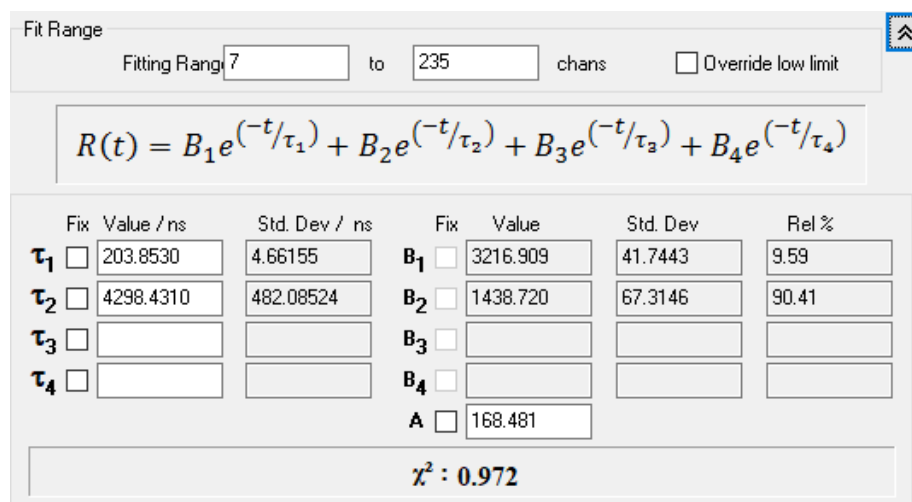 Fit Range
Fitting Rang 7 to 235 chans Override low limit
R(t) = B₁e^(−t/τ₁) + B₂e^(−t/τ₂) + B₃e^(−t/τ₃) + B₄e^(−t/τ₄)
Fix Value / ns Std. Dev / ns Fix Value Std. Dev Rel %
τ₁ 203.8530 4.66155 B₁ 3216.909 41.7443 9.59
τ₂ 4298.4310 482.08524 B₂ 1438.720 67.3146 90.41
τ₃ B₃
τ₄ B₄
A 168.481
χ² : 0.972